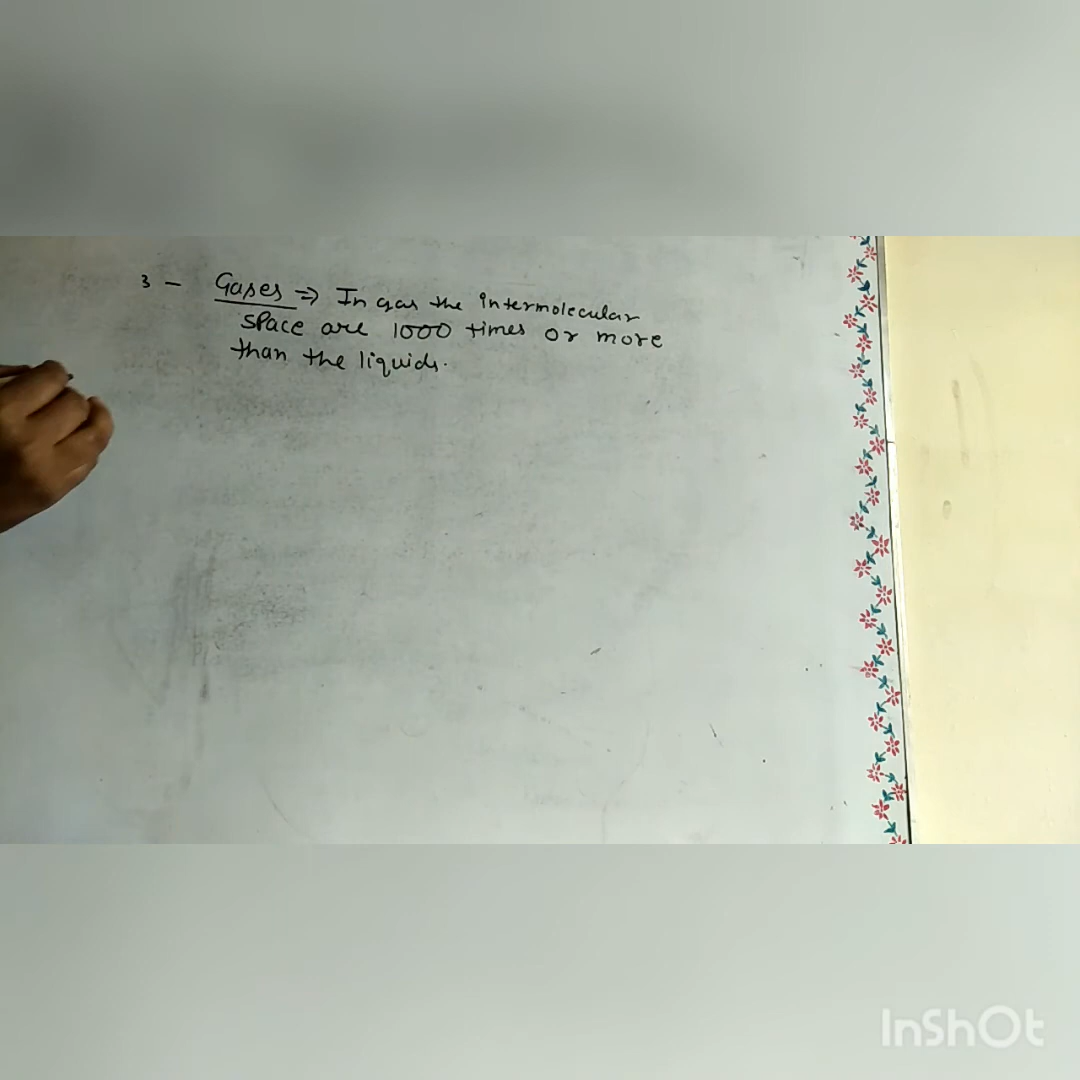 3 - Gases ⇒ In gas the intermolecular
space are 1000 times or more
than the liquids.
InShOt